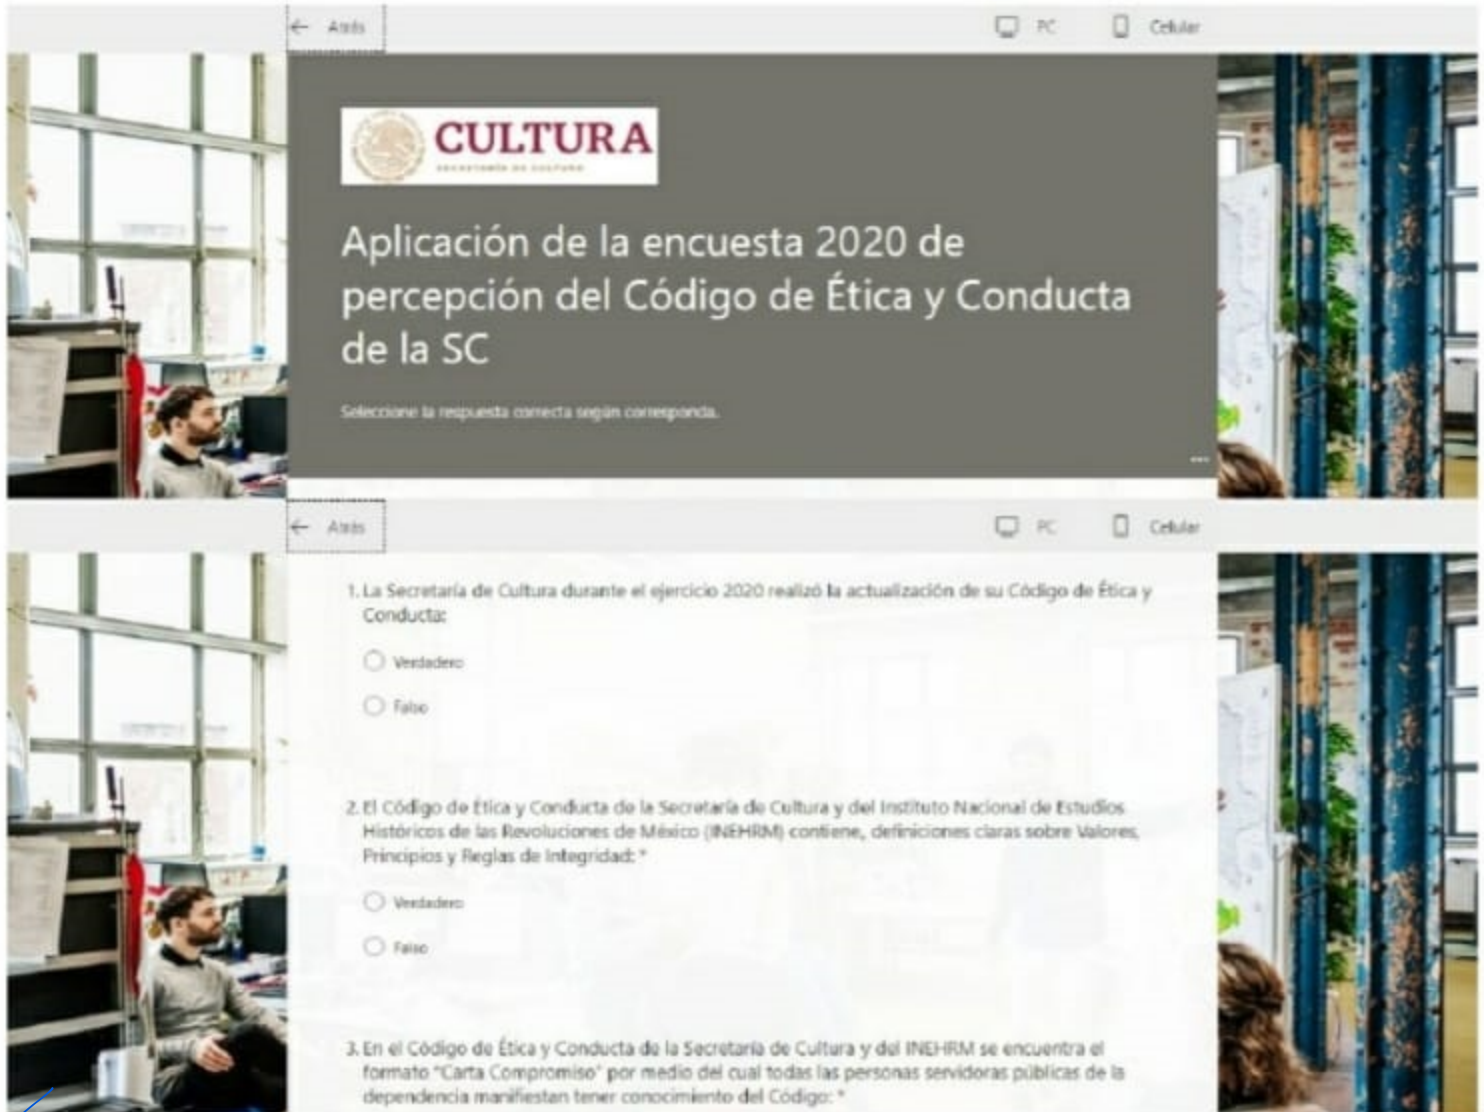 ← Atrás
PC
Celular
CULTURA
SECRETARÍA DE CULTURA
Aplicación de la encuesta 2020 de
percepción del Código de Ética y Conducta
de la SC
Seleccione la respuesta correcta según corresponda.
...
← Atrás
PC
Celular
1. La Secretaría de Cultura durante el ejercicio 2020 realizó la actualización de su Código de Ética y
Conducta:
Verdadero
Falso
2. El Código de Ética y Conducta de la Secretaría de Cultura y del Instituto Nacional de Estudios
Históricos de las Revoluciones de México (INEHRM) contiene, definiciones claras sobre Valores,
Principios y Reglas de Integridad: *
Verdadero
Falso
3. En el Código de Ética y Conducta de la Secretaría de Cultura y del INEHRM se encuentra el
formato "Carta Compromiso" por medio del cual todas las personas servidoras públicas de la
dependencia manifiestan tener conocimiento del Código: *